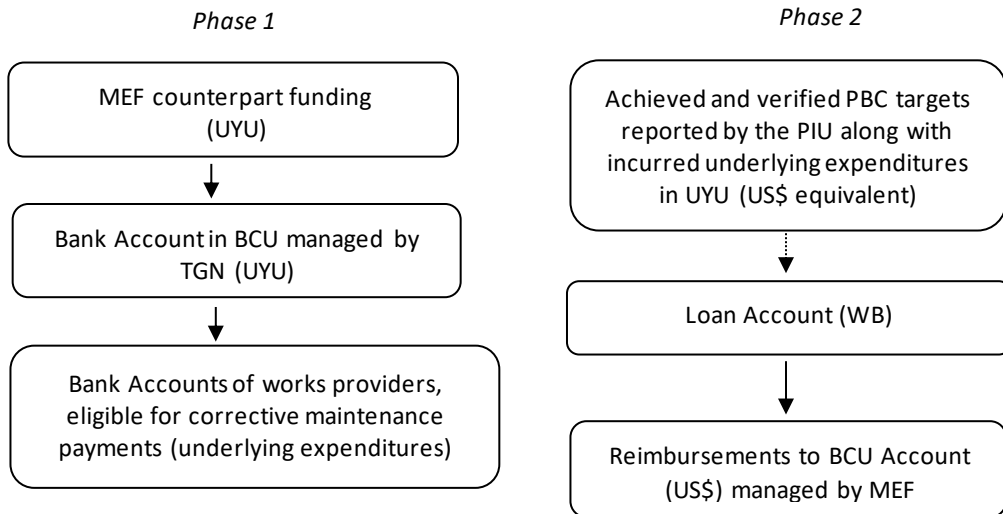 Phase 1
MEF counterpart funding
(UYU)
Bank Account in BCU managed by
TGN (UYU)
Bank Accounts of works providers,
eligible for corrective maintenance
payments (underlying expenditures)
Phase 2
Achieved and verified PBC targets
reported by the PIU along with
incurred underlying expenditures
in UYU (US$ equivalent)
Loan Account (WB)
Reimbursements to BCU Account
(US$) managed by MEF